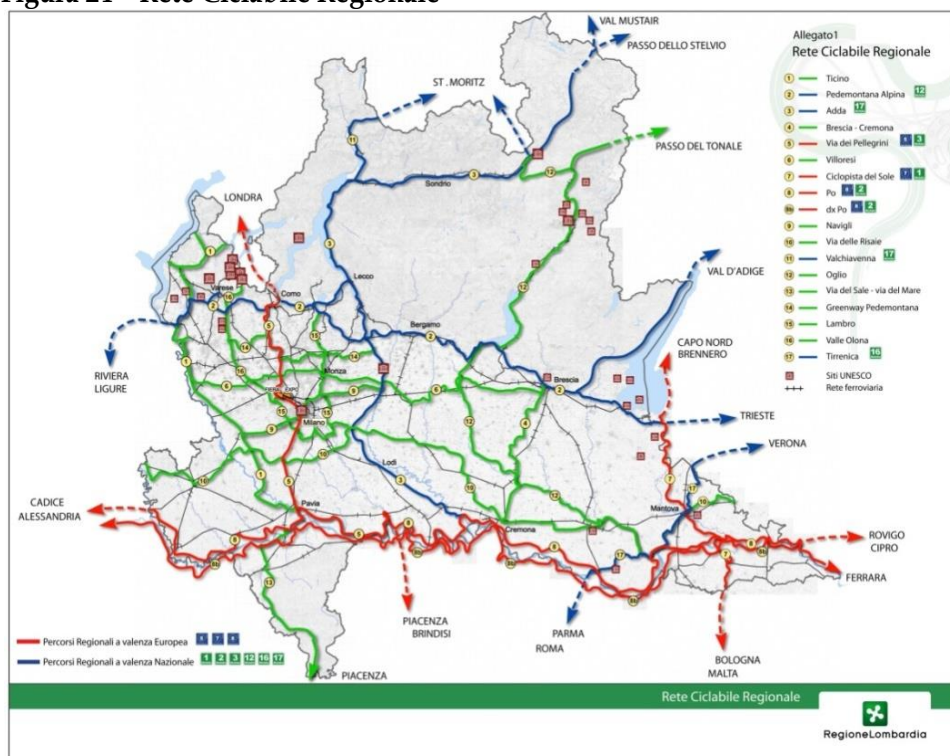 Figura 21 - Rete Ciclabile Regionale
VAL MUSTAIR
PASSO DELLO STELVIO
ST . MORITZ
PASSO DEL TONALE
LONDRA
VAL D'ADIGE
CAPO NORD
BRENNERO
RIVIERA
LIGURE
TRIESTE
VERONA
CADICE
ALESSANDRIA
ROVIGO
CIPRO
FERRARA
PIACENZA
BRINDISI
PARMA
ROMA
BOLOGNA
MALTA
PIACENZA
Sondrio
Lecco
Varese
Como
Bergamo
Monza
Brescia
Milano
Lodi
Pavia
Cremona
Mantova
Allegato1
Rete Ciclabile Regionale
1 Ticino
2 Pedemontana Alpina 12
3 Adda 17
4 Brescia - Cremona
5 Via dei Pellegrini 5 3
6 Villoresi
7 Ciclopista del Sole 7 1
8 Po 8 2
8b dx Po 8 2
9 Navigli
10 Via delle Risaie
11 Valchiavenna 17
12 Oglio
13 Via del Sale - via del Mare
14 Greenway Pedemontana
15 Lambro
16 Valle Olona
17 Tirrenica 16
Siti UNESCO
Rete ferroviaria
Percorsi Regionali a valenza Europea 5 7 8
Percorsi Regionali a valenza Nazionale 1 2 3 12 16 17
Rete Ciclabile Regionale
RegioneLombardia